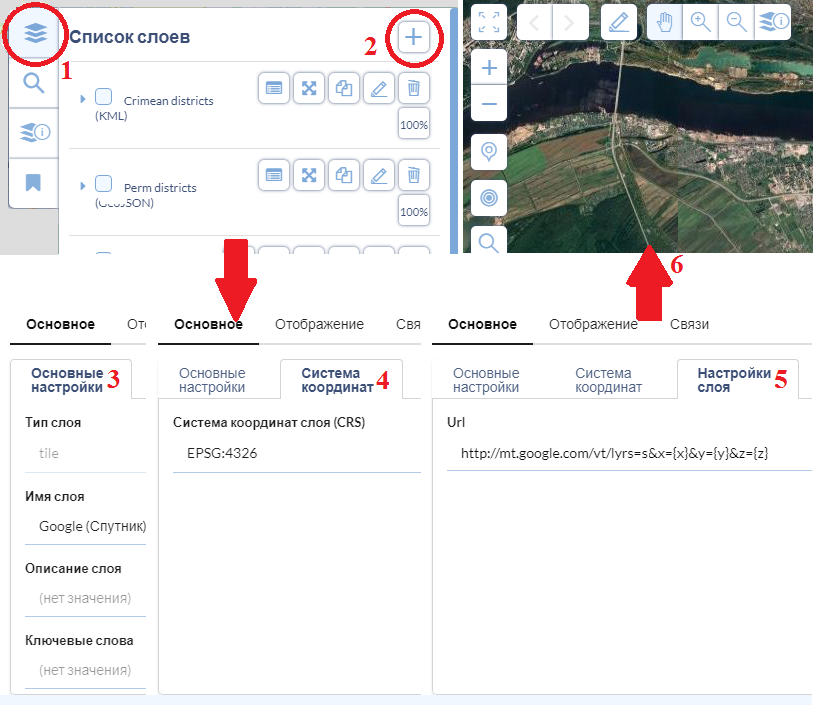 Список слоев
2
1
Crimean districts
(KML)
100%
Perm districts
100%
6
Основное
Основное
Отображение
Основное
Отображение
Связи
Основные
настройки 3
Основные
настройки
Система
координат 4
Основные
настройки
Система
координат
Настройки
слоя 5
Тип слоя
tile
Имя слоя
Google (Спутник)
Описание слоя
(нет значения)
Ключевые слова
(нет значения)
Система координат слоя (CRS)
EPSG:4326
Url
http://mt.google.com/vt/lyrs=s&x={x}&y={y}&z={z}